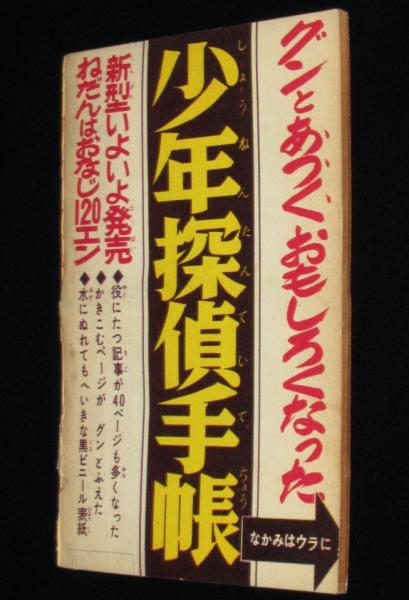 グンとあつく、おもしろくなった、
しょうねんたんていてちょう
少年探偵手帳
新型いよいよ発売
ねだんはおなじ120エン
◆役にたつ記事が40ページも多くなった
◆かきこむページが グンとふえた
◆水にぬれてもへいきな黒ビニール表紙
なかみはウラに